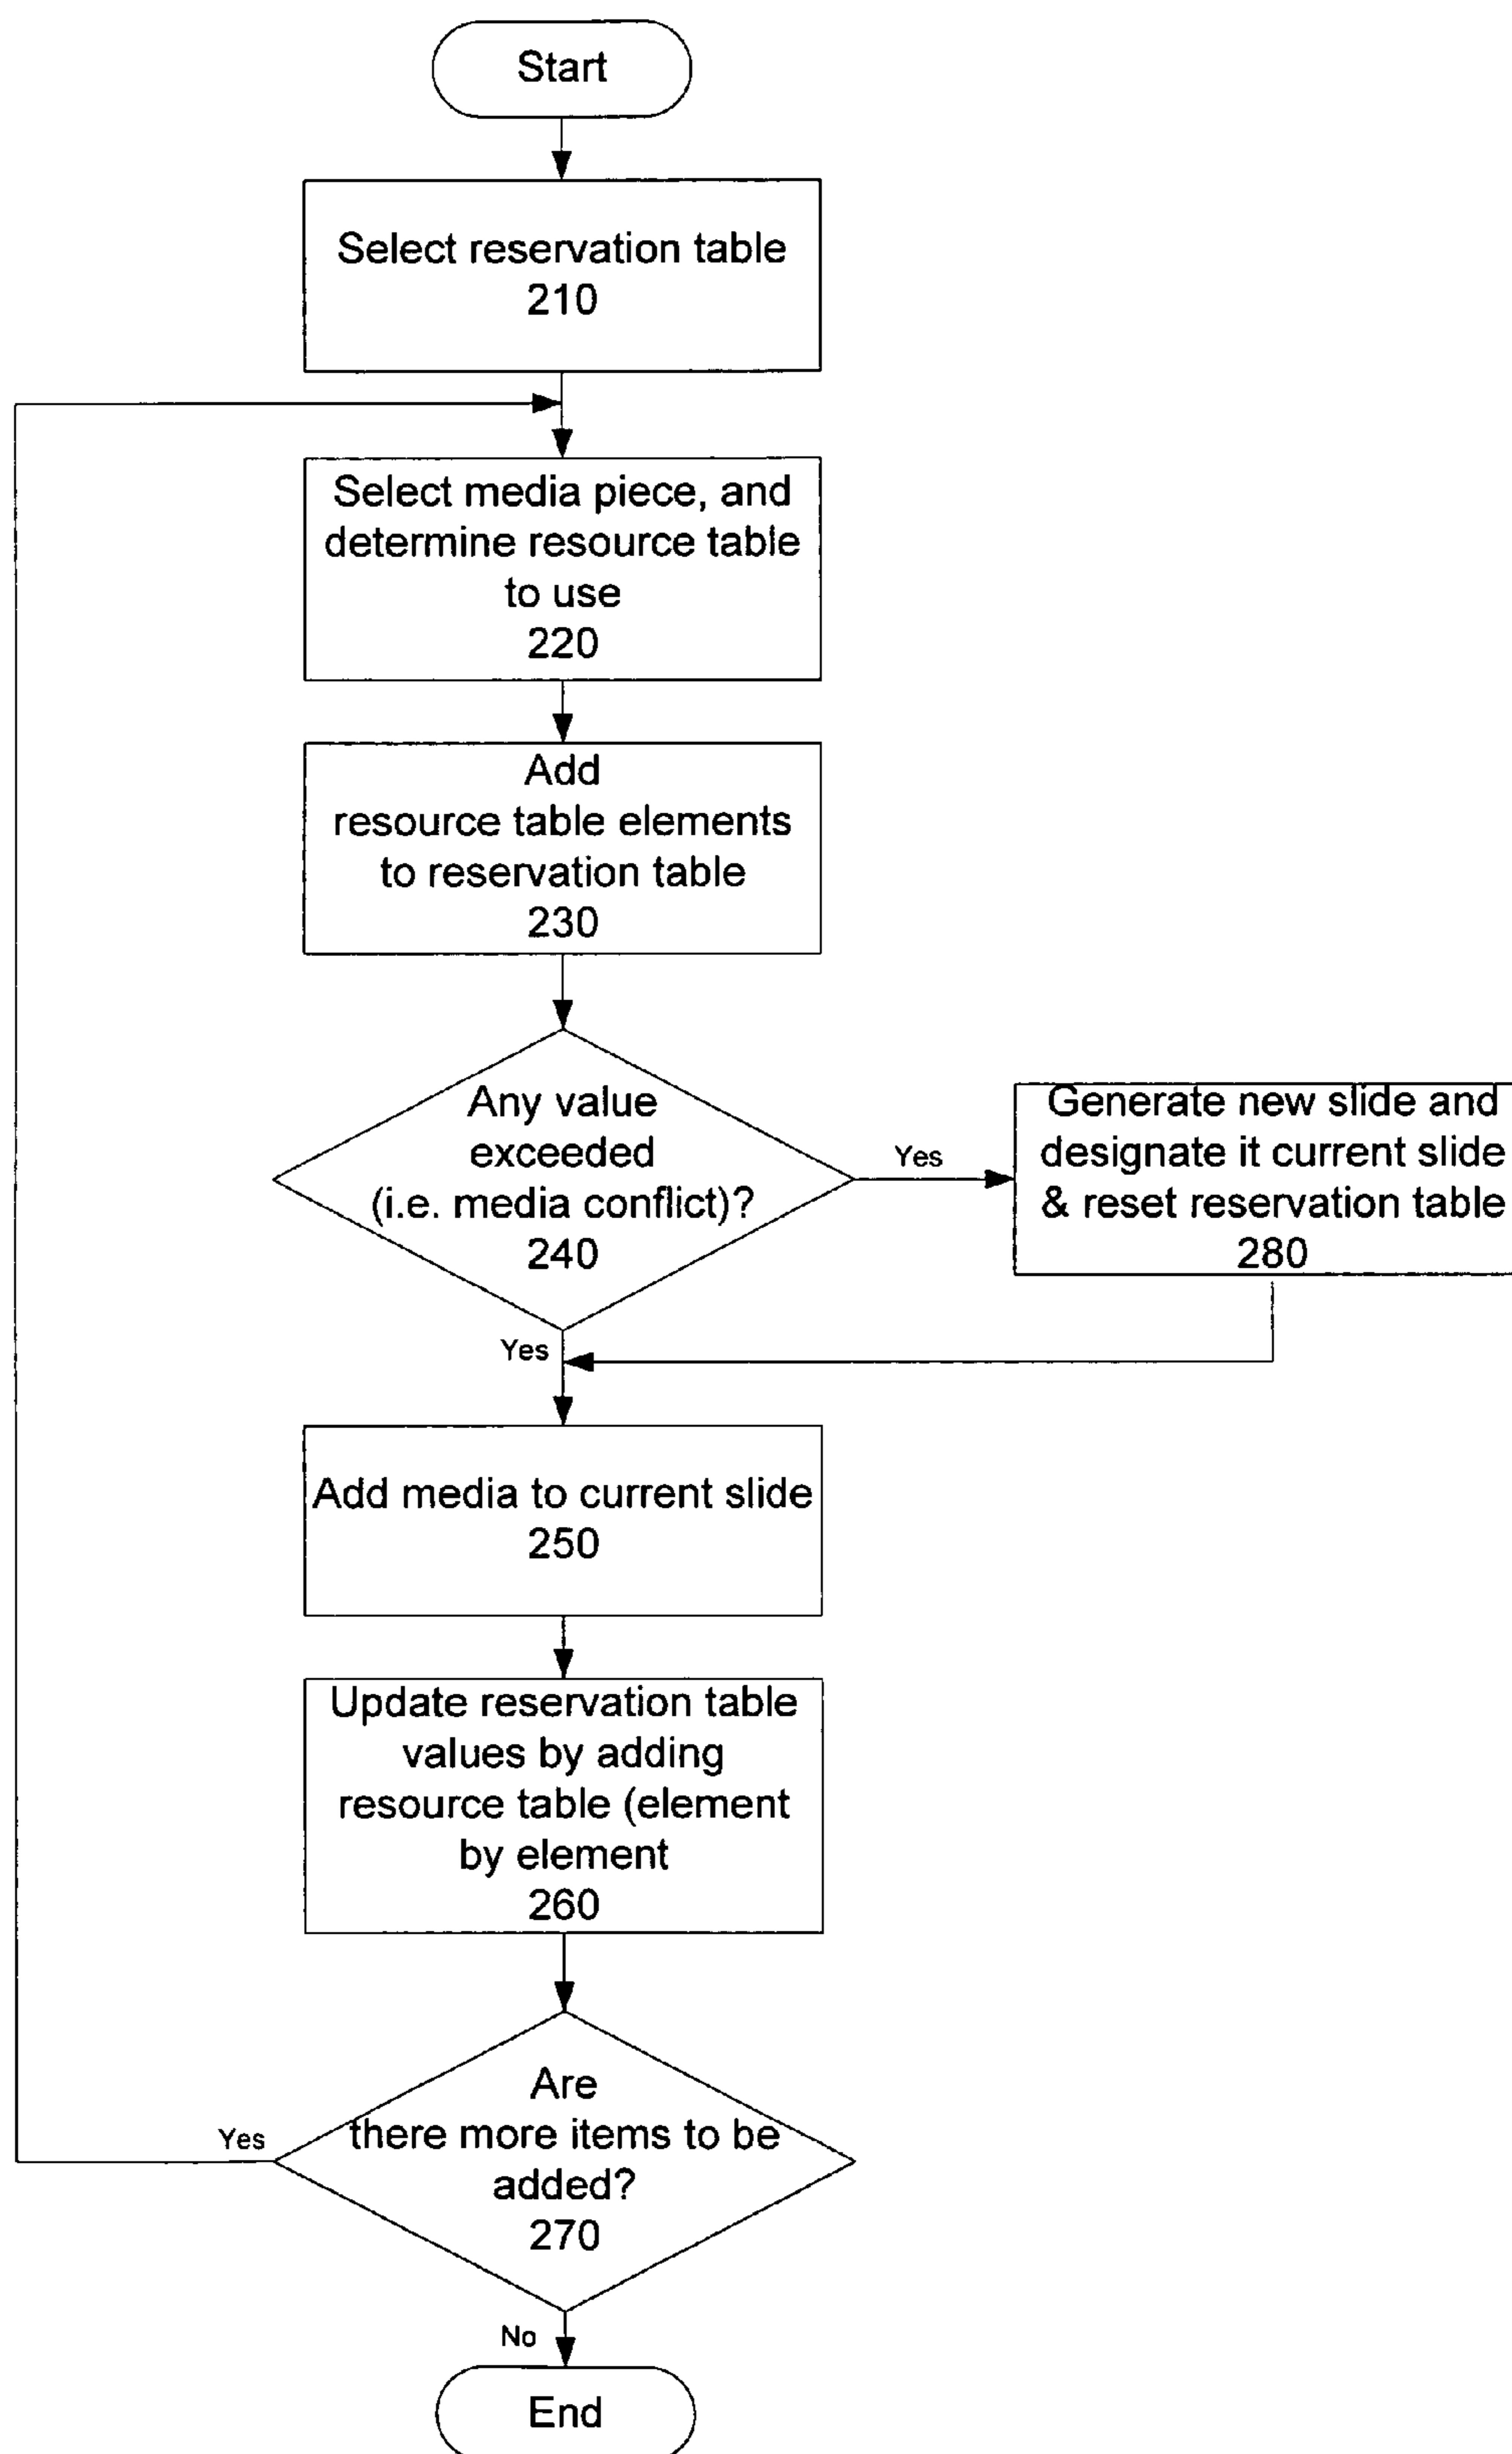 Start
Select reservation table
210
Select media piece, and
determine resource table
to use
220
Add
resource table elements
to reservation table
230
Any value
exceeded
(i.e. media conflict)?
240
Yes
Generate new slide and
designate it current slide
& reset reservation table
280
Yes
Add media to current slide
250
Update reservation table
values by adding
resource table (element
by element
260
Are
there more items to be
added?
270
Yes
No
End